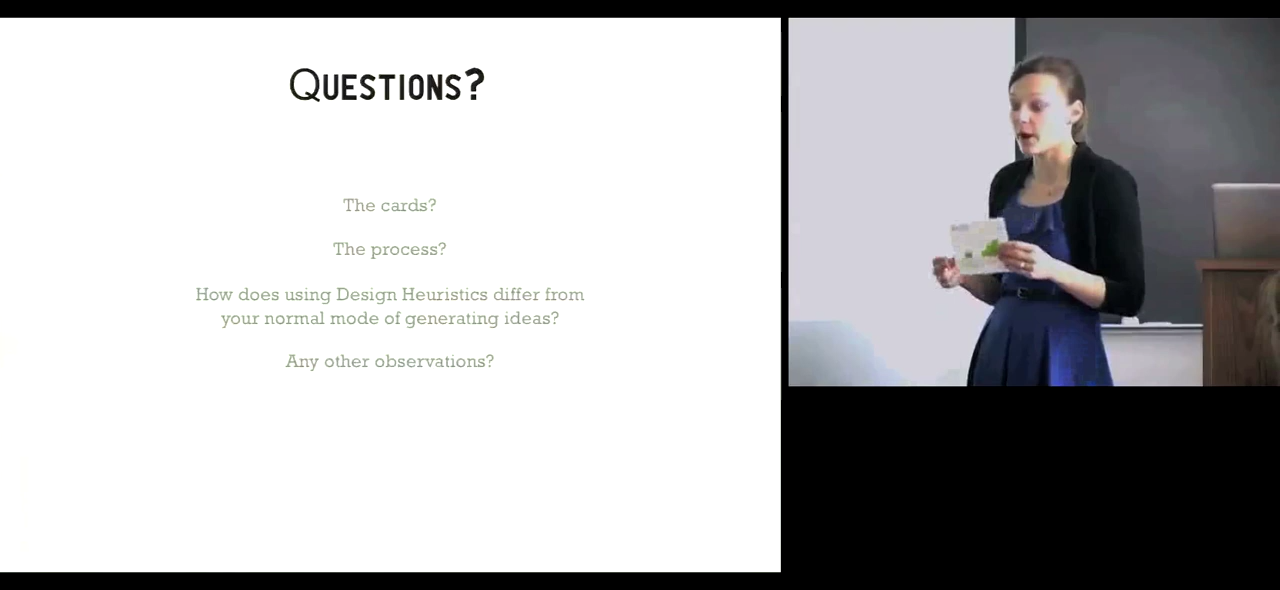 QUESTIONS?
The cards?
The process?
How does using Design Heuristics differ from
your normal mode of generating ideas?
Any other observations?